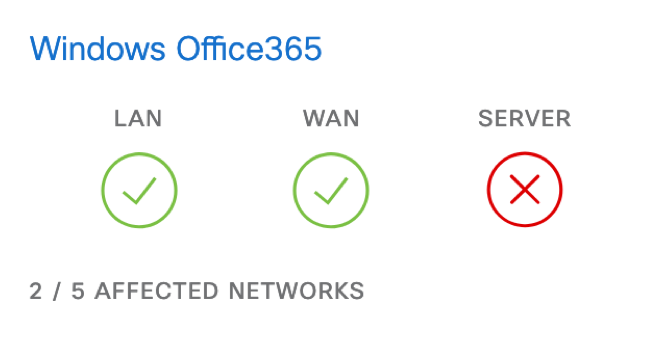 Windows Office365
LAN WAN SERVER
2 / 5 AFFECTED NETWORKS